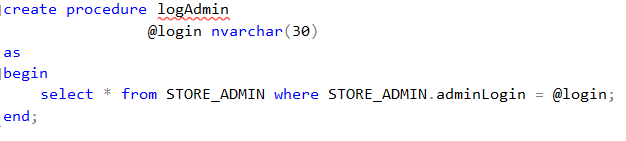 create procedure logAdmin
@login nvarchar(30)
as
begin
select * from STORE_ADMIN where STORE_ADMIN.adminLogin = @login;
end;